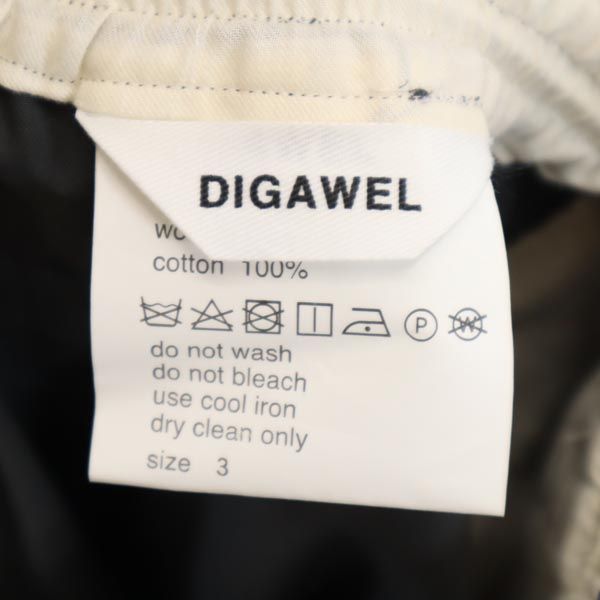 DIGAWEL
cotton 100%
P W
do not wash
do not bleach
use cool iron
dry clean only
size 3